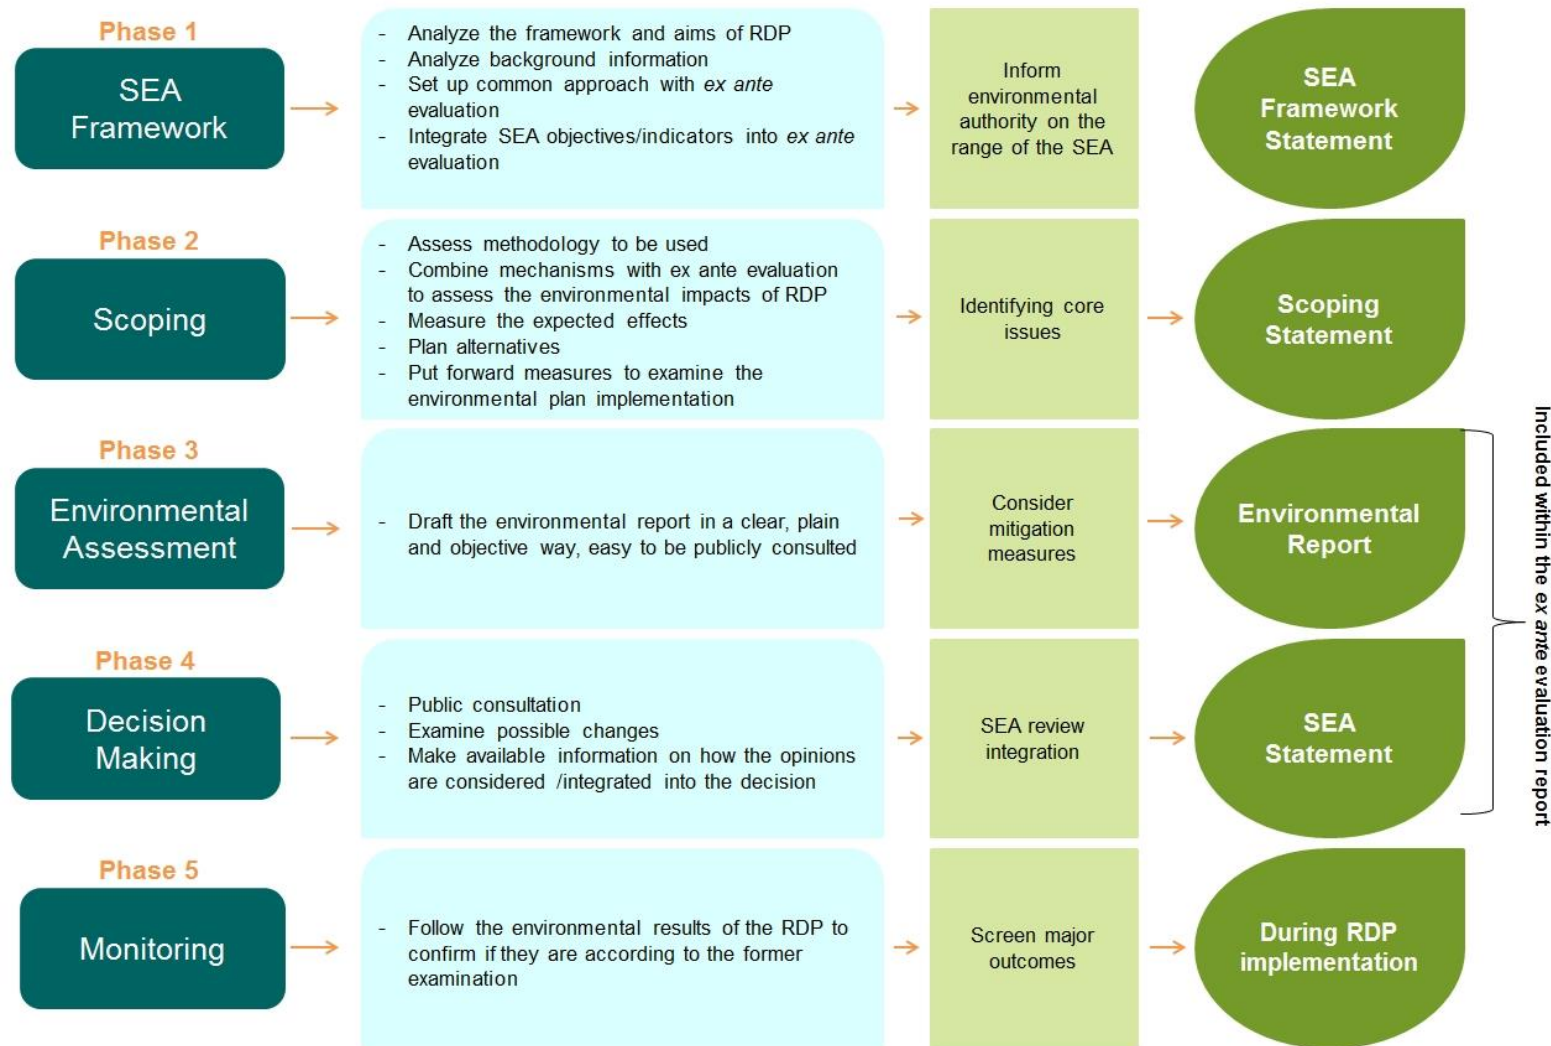 Phase 1
SEA
Framework
- Analyze the framework and aims of RDP
- Analyze background information
- Set up common approach with ex ante
evaluation
- Integrate SEA objectives/indicators into ex ante
evaluation
Inform
environmental
authority on the
range of the SEA
SEA
Framework
Statement
Phase 2
Scoping
- Assess methodology to be used
- Combine mechanisms with ex ante evaluation
to assess the environmental impacts of RDP
- Measure the expected effects
- Plan alternatives
- Put forward measures to examine the
environmental plan implementation
Identifying core
issues
Scoping
Statement
Phase 3
Environmental
Assessment
- Draft the environmental report in a clear, plain
and objective way, easy to be publicly consulted
Consider
mitigation
measures
Environmental
Report
Phase 4
Decision
Making
- Public consultation
- Examine possible changes
- Make available information on how the opinions
are considered /integrated into the decision
SEA review
integration
SEA
Statement
Included within the ex ante evaluation report
Phase 5
Monitoring
- Follow the environmental results of the RDP to
confirm if they are according to the former
examination
Screen major
outcomes
During RDP
implementation